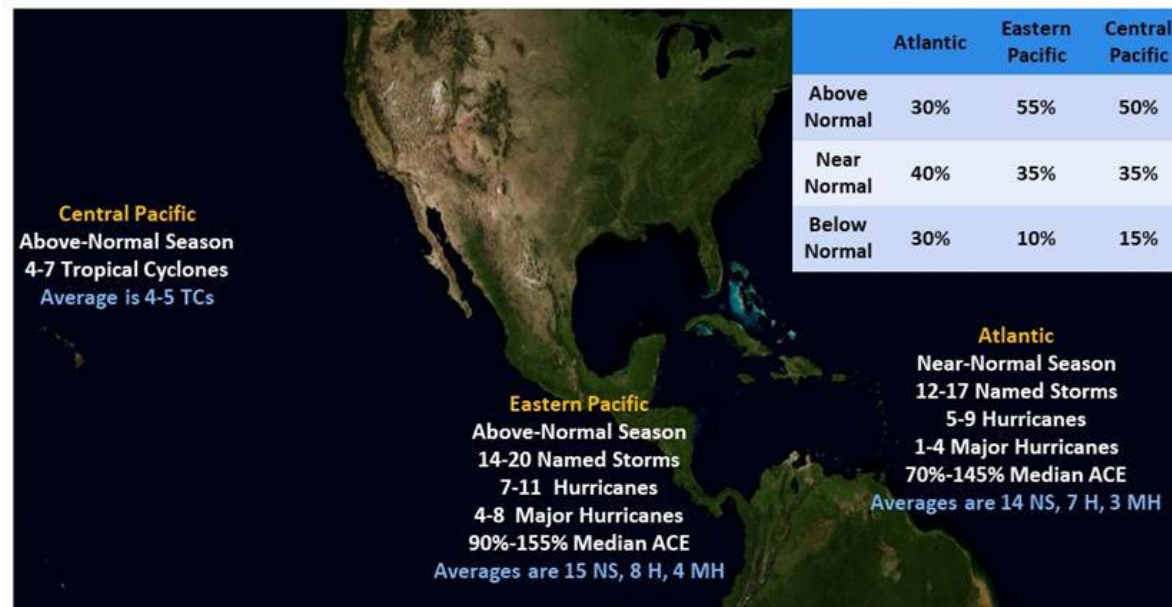 Atlantic Eastern Pacific Central Pacific
Above Normal 30% 55% 50%
Near Normal 40% 35% 35%
Below Normal 30% 10% 15%
Central Pacific
Above-Normal Season
4-7 Tropical Cyclones
Average is 4-5 TCs
Eastern Pacific
Above-Normal Season
14-20 Named Storms
7-11 Hurricanes
4-8 Major Hurricanes
90%-155% Median ACE
Averages are 15 NS, 8 H, 4 MH
Atlantic
Near-Normal Season
12-17 Named Storms
5-9 Hurricanes
1-4 Major Hurricanes
70%-145% Median ACE
Averages are 14 NS, 7 H, 3 MH